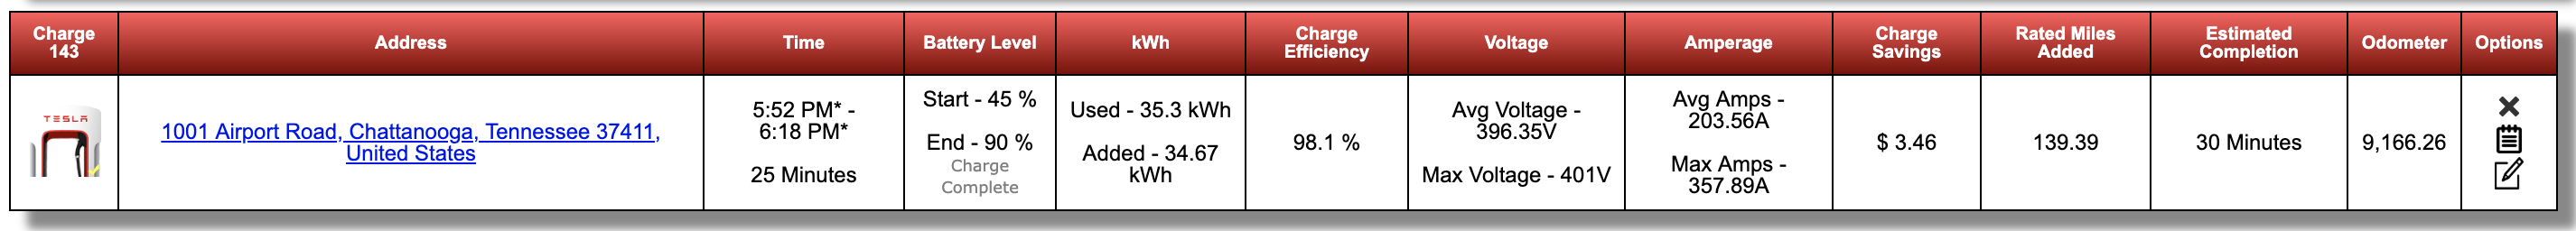 Charge
143
Address
Time
Battery Level
kWh
Charge
Efficiency
Voltage
Amperage
Charge
Savings
Rated Miles
Added
Estimated
Completion
Odometer
Options
TESLA
1001 Airport Road, Chattanooga, Tennessee 37411,
United States
5:52 PM* -
6:18 PM*
25 Minutes
Start - 45 %
End - 90 %
Charge
Complete
Used - 35.3 kWh
Added - 34.67
kWh
98.1 %
Avg Voltage -
396.35V
Max Voltage - 401V
Avg Amps -
203.56A
Max Amps -
357.89A
$ 3.46
139.39
30 Minutes
9,166.26